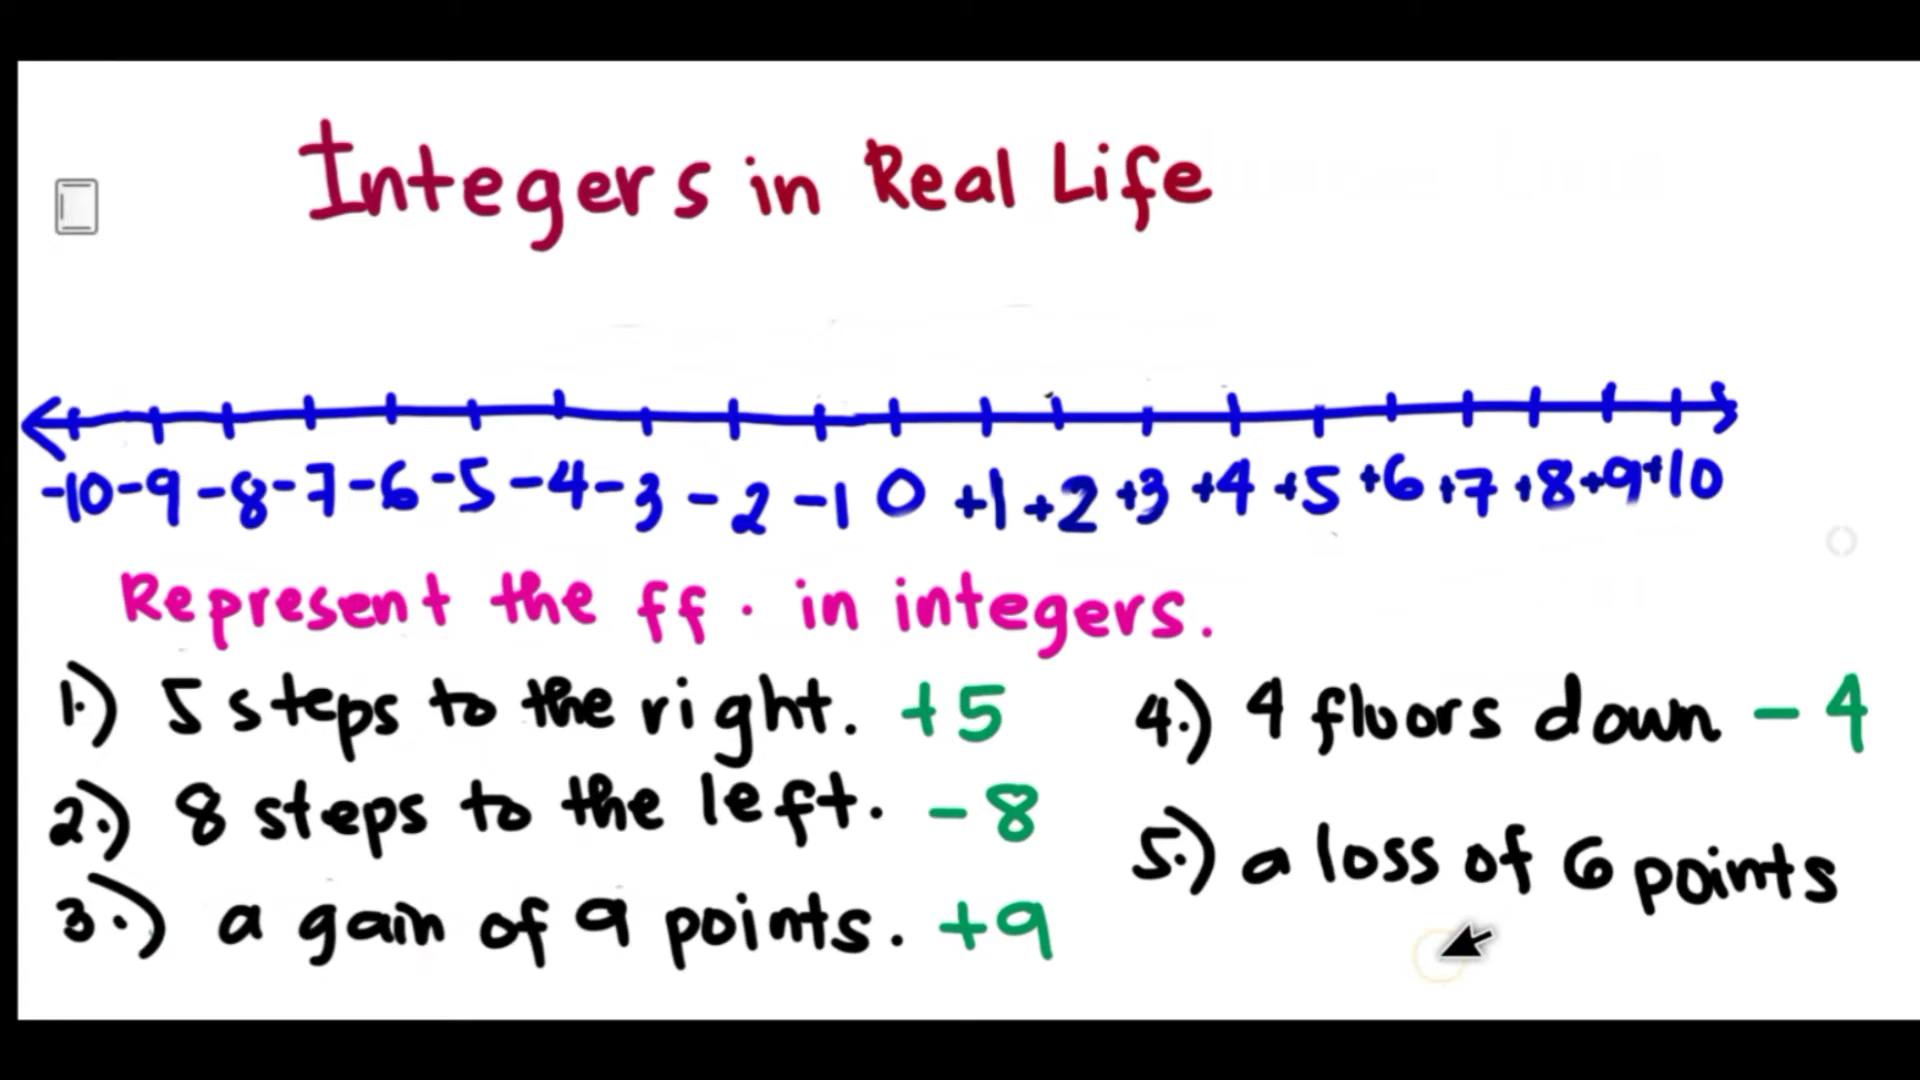 Integers in Real Life
-10 -9 -8 -7 -6 -5 -4 -3 -2 -1 0 +1 +2 +3 +4 +5 +6 +7 +8 +9 +10
Represent the ff. in integers.
1.) 5 steps to the right. +5
2.) 8 steps to the left. -8
3.) a gain of 9 points. +9
4.) 4 floors down -4
5.) a loss of 6 points